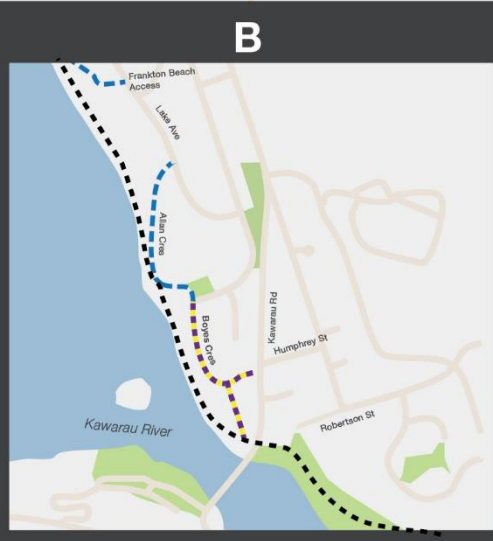 B
Frankton Beach
Access
Lake Ave
Allan Cres
Boyes Cres
Kawarau Rd
Humphrey St
Robertson St
Kawarau River